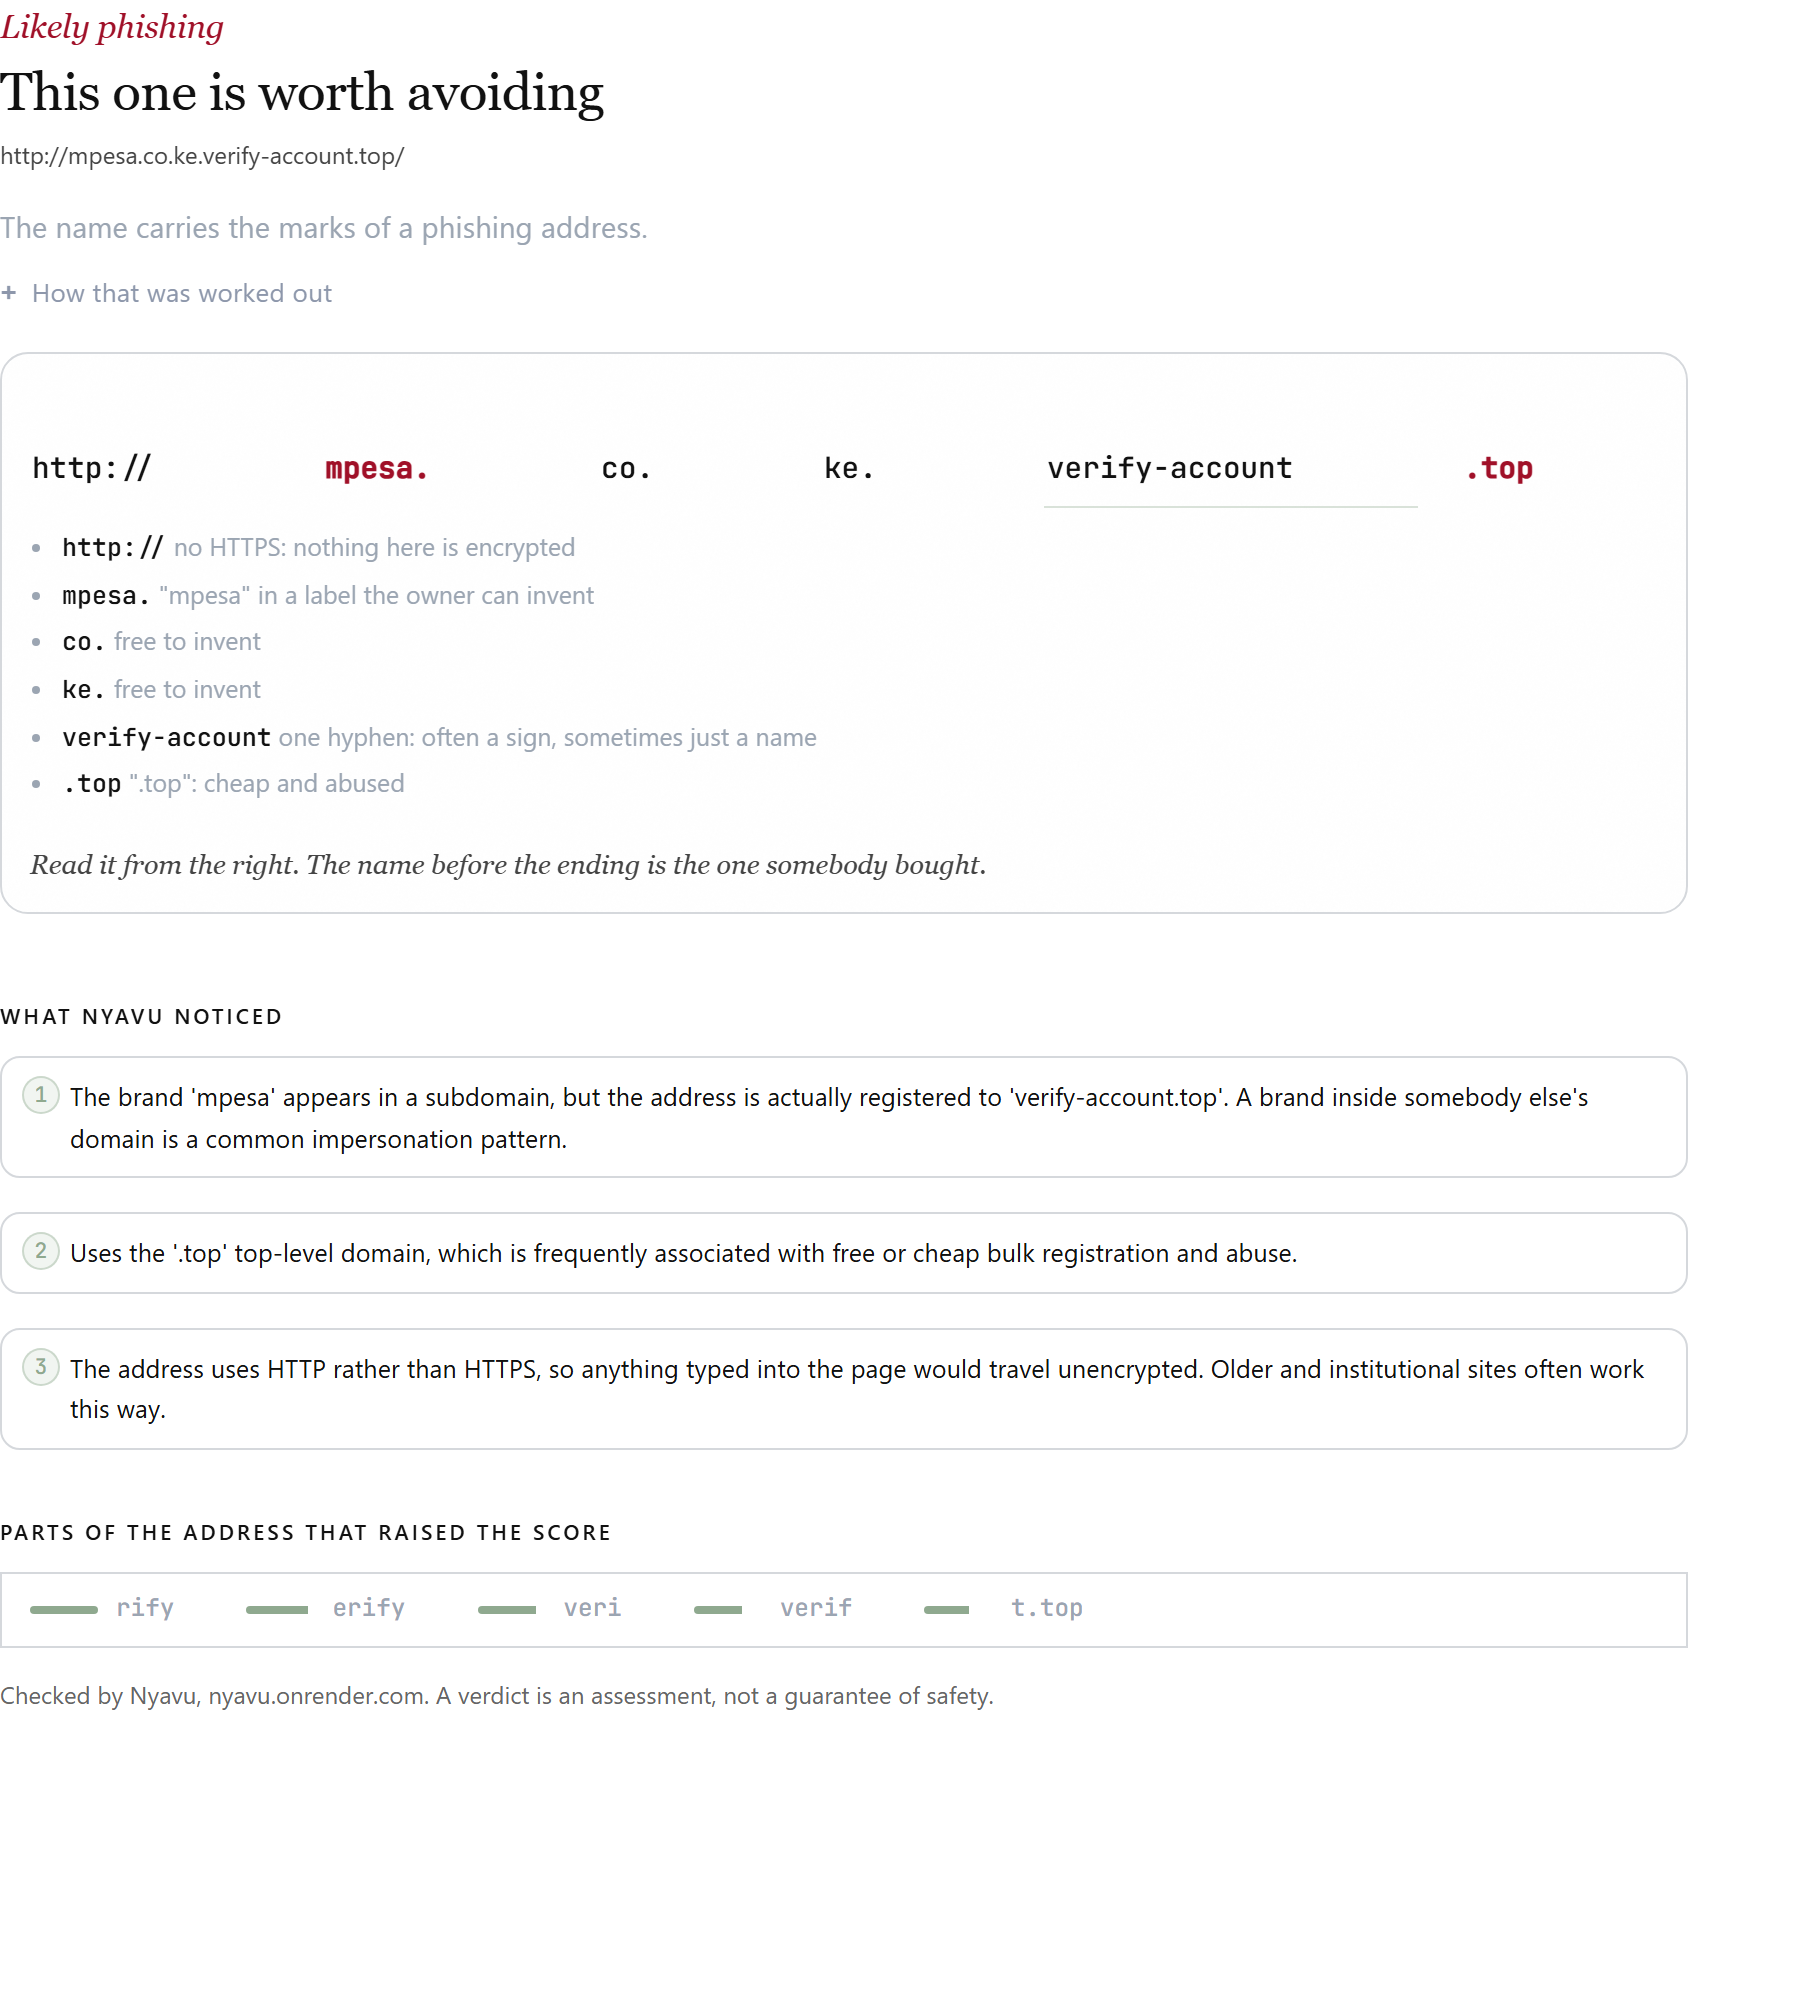 Likely phishing
This one is worth avoiding
http://mpesa.co.ke.verify-account.top/
The name carries the marks of a phishing address.
+ How that was worked out
http:// mpesa. co. ke. verify-account .top
• http:// no HTTPS: nothing here is encrypted
• mpesa. "mpesa" in a label the owner can invent
• co. free to invent
• ke. free to invent
• verify-account one hyphen: often a sign, sometimes just a name
• .top ".top": cheap and abused
Read it from the right. The name before the ending is the one somebody bought.
WHAT NYAVU NOTICED
1 The brand 'mpesa' appears in a subdomain, but the address is actually registered to 'verify-account.top'. A brand inside somebody else's
domain is a common impersonation pattern.
2 Uses the '.top' top-level domain, which is frequently associated with free or cheap bulk registration and abuse.
3 The address uses HTTP rather than HTTPS, so anything typed into the page would travel unencrypted. Older and institutional sites often work
this way.
PARTS OF THE ADDRESS THAT RAISED THE SCORE
rify erify veri verif t.top
Checked by Nyavu, nyavu.onrender.com. A verdict is an assessment, not a guarantee of safety.